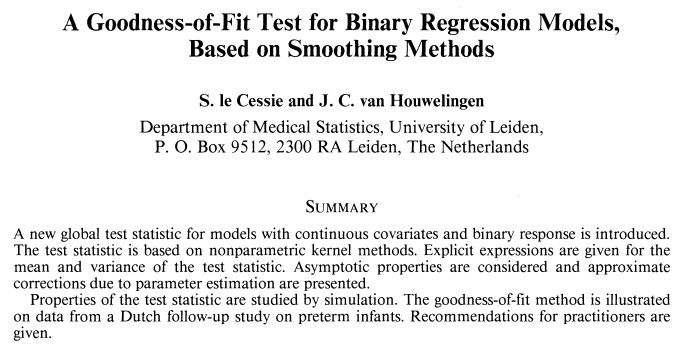 A Goodness-of-Fit Test for Binary Regression Models,
Based on Smoothing Methods
S. le Cessie and J. C. van Houwelingen
Department of Medical Statistics, University of Leiden,
P. O. Box 9512, 2300 RA Leiden, The Netherlands
SUMMARY
A new global test statistic for models with continuous covariates and binary response is introduced.
The test statistic is based on nonparametric kernel methods. Explicit expressions are given for the
mean and variance of the test statistic. Asymptotic properties are considered and approximate
corrections due to parameter estimation are presented.
Properties of the test statistic are studied by simulation. The goodness-of-fit method is illustrated
on data from a Dutch follow-up study on preterm infants. Recommendations for practitioners are
given.